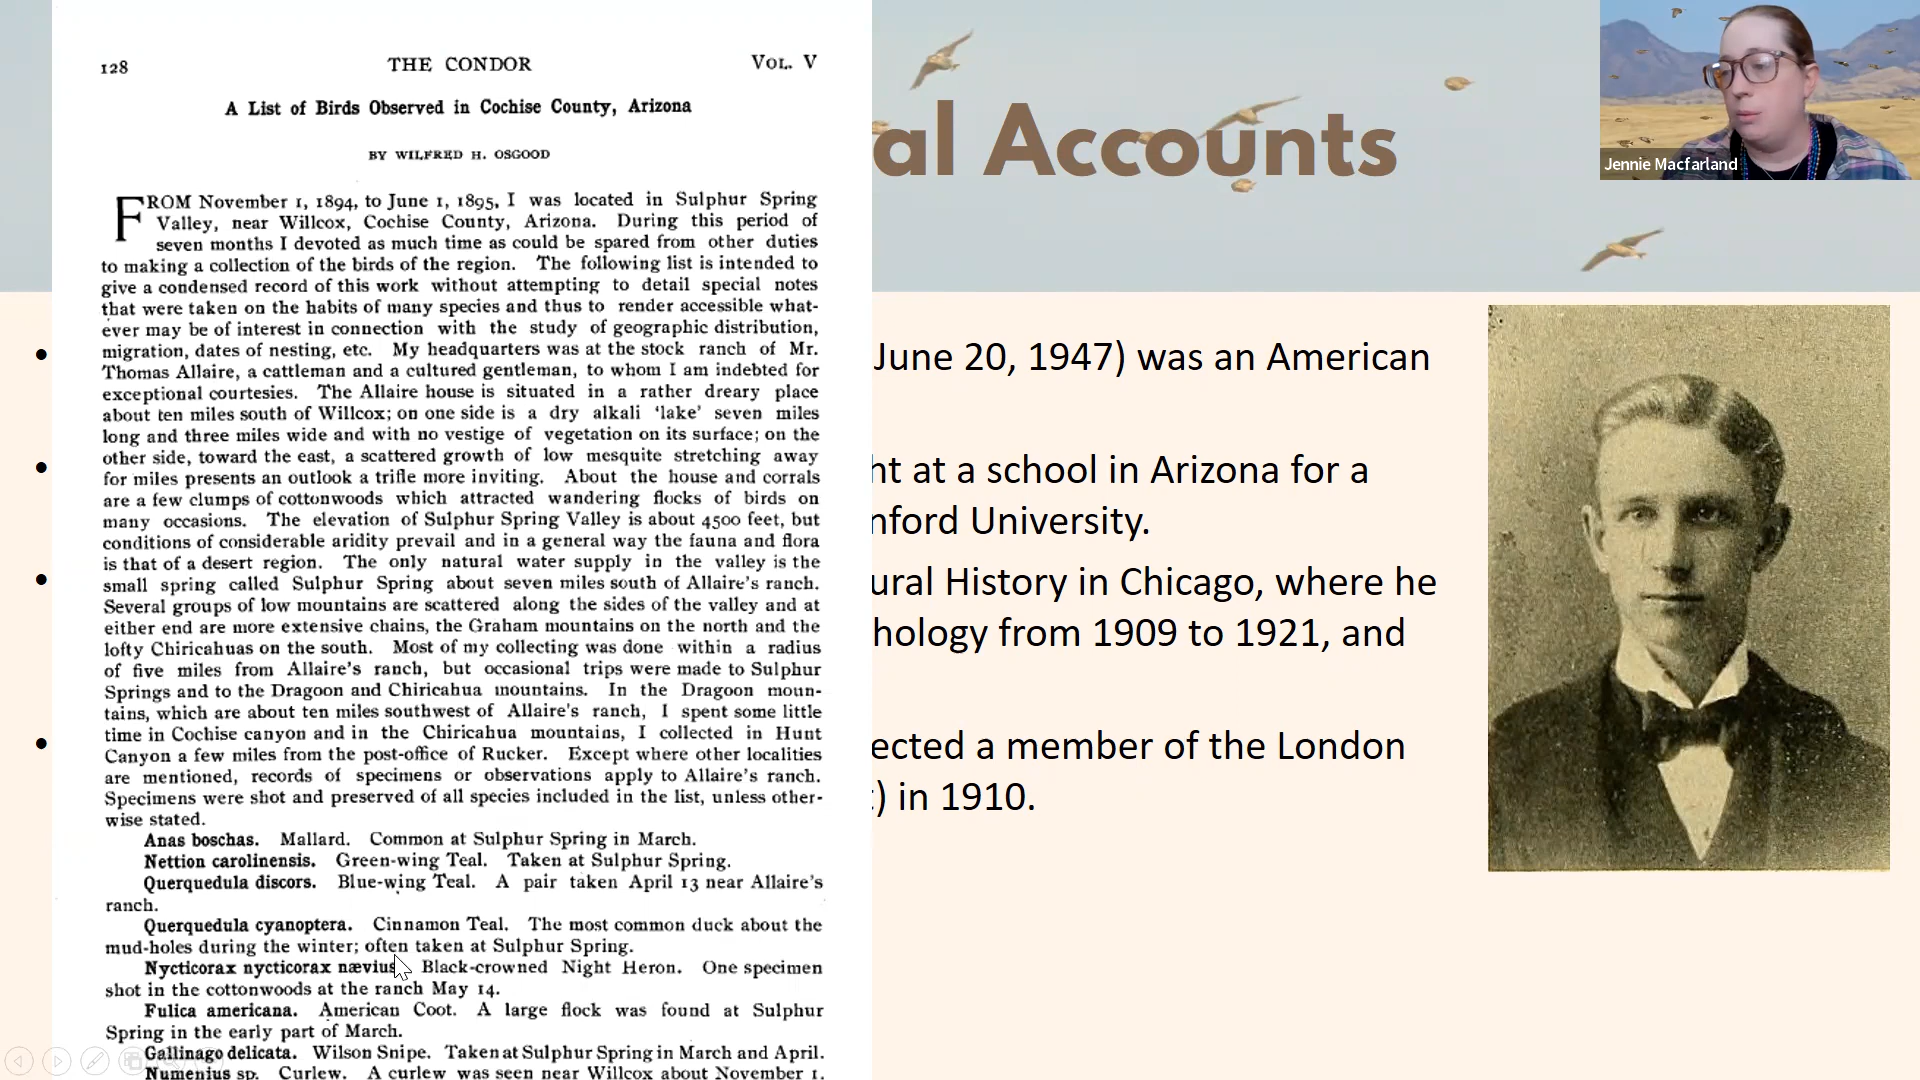 128 THE CONDOR VOL. V
A List of Birds Observed in Cochise County, Arizona
BY WILFRED H. OSGOOD
FROM November 1, 1894, to June 1, 1895, I was located in Sulphur Spring
Valley, near Willcox, Cochise County, Arizona. During this period of
seven months I devoted as much time as could be spared from other duties
to making a collection of the birds of the region. The following list is intended to
give a condensed record of this work without attempting to detail special notes
that were taken on the habits of many species and thus to render accessible what-
ever may be of interest in connection with the study of geographic distribution,
migration, dates of nesting, etc. My headquarters was at the stock ranch of Mr.
Thomas Allaire, a cattleman and a cultured gentleman, to whom I am indebted for
exceptional courtesies. The Allaire house is situated in a rather dreary place
about ten miles south of Willcox; on one side is a dry alkali 'lake' seven miles
long and three miles wide and with no vestige of vegetation on its surface; on the
other side, toward the east, a scattered growth of low mesquite stretching away
for miles presents an outlook a trifle more inviting. About the house and corrals
are a few clumps of cottonwoods which attracted wandering flocks of birds on
many occasions. The elevation of Sulphur Spring Valley is about 4500 feet, but
conditions of considerable aridity prevail and in a general way the fauna and flora
is that of a desert region. The only natural water supply in the valley is the
small spring called Sulphur Spring about seven miles south of Allaire's ranch.
Several groups of low mountains are scattered along the sides of the valley and at
either end are more extensive chains, the Graham mountains on the north and the
lofty Chiricahuas on the south. Most of my collecting was done within a radius
of five miles from Allaire's ranch, but occasional trips were made to Sulphur
Springs and to the Dragoon and Chiricahua mountains. In the Dragoon moun-
tains, which are about ten miles southwest of Allaire's ranch, I spent some little
time in Cochise canyon and in the Chiricahua mountains, I collected in Hunt
Canyon a few miles from the post-office of Rucker. Except where other localities
are mentioned, records of specimens or observations apply to Allaire's ranch.
Specimens were shot and preserved of all species included in the list, unless other-
wise stated.
Anas boschas. Mallard. Common at Sulphur Spring in March.
Nettion carolinensis. Green-wing Teal. Taken at Sulphur Spring.
Querquedula discors. Blue-wing Teal. A pair taken April 13 near Allaire's
ranch.
Querquedula cyanoptera. Cinnamon Teal. The most common duck about the
mud-holes during the winter; often taken at Sulphur Spring.
Nycticorax nycticorax nævius Black-crowned Night Heron. One specimen
shot in the cottonwoods at the ranch May 14.
Fulica americana. American Coot. A large flock was found at Sulphur
Spring in the early part of March.
Gallinago delicata. Wilson Snipe. Taken at Sulphur Spring in March and April.
Numenius sp. Curlew. A curlew was seen near Willcox about November 1.
al Accounts
June 20, 1947) was an American
ht at a school in Arizona for a
nford University.
ural History in Chicago, where he
hology from 1909 to 1921, and
ected a member of the London
) in 1910.
Jennie Macfarland